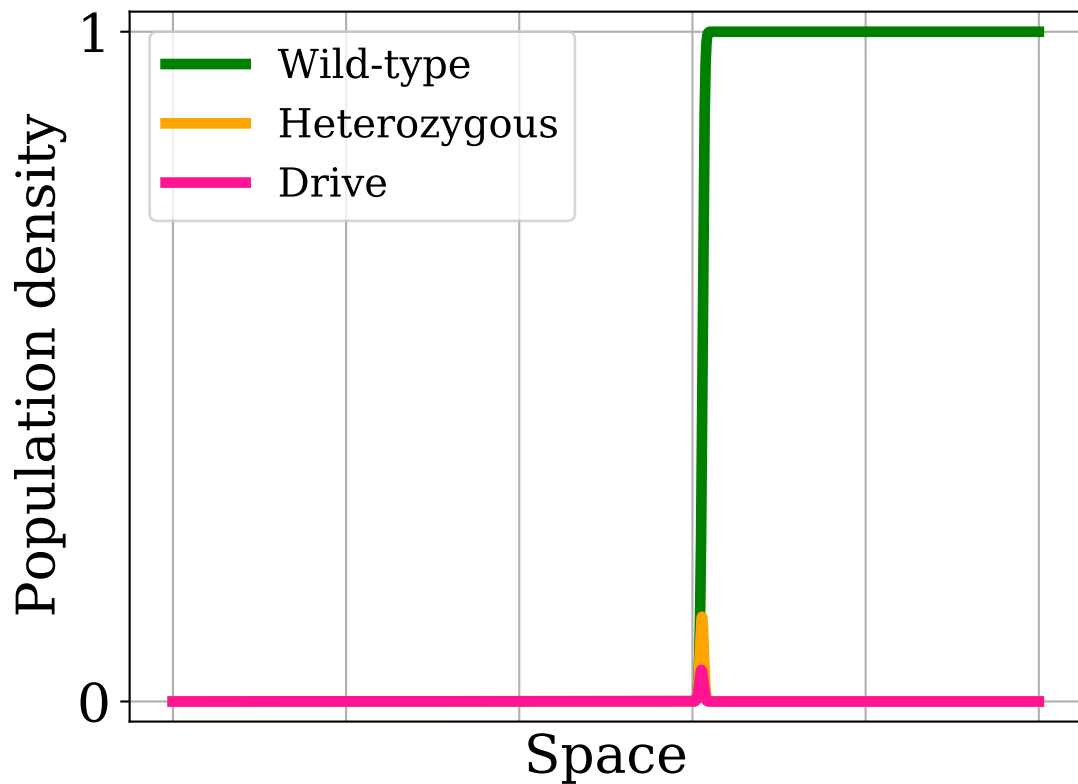 1
Wild-type
Heterozygous
Drive
Population density
0
Space